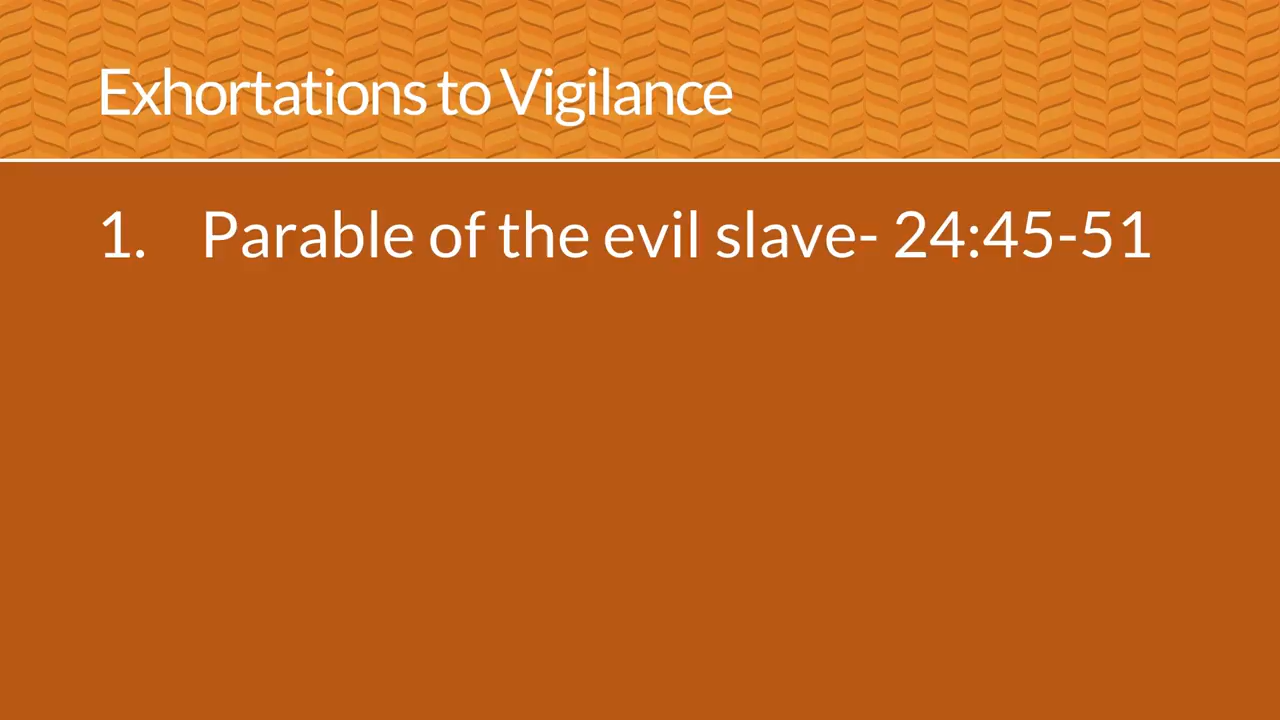 Exhortations to Vigilance
1. Parable of the evil slave- 24:45-51